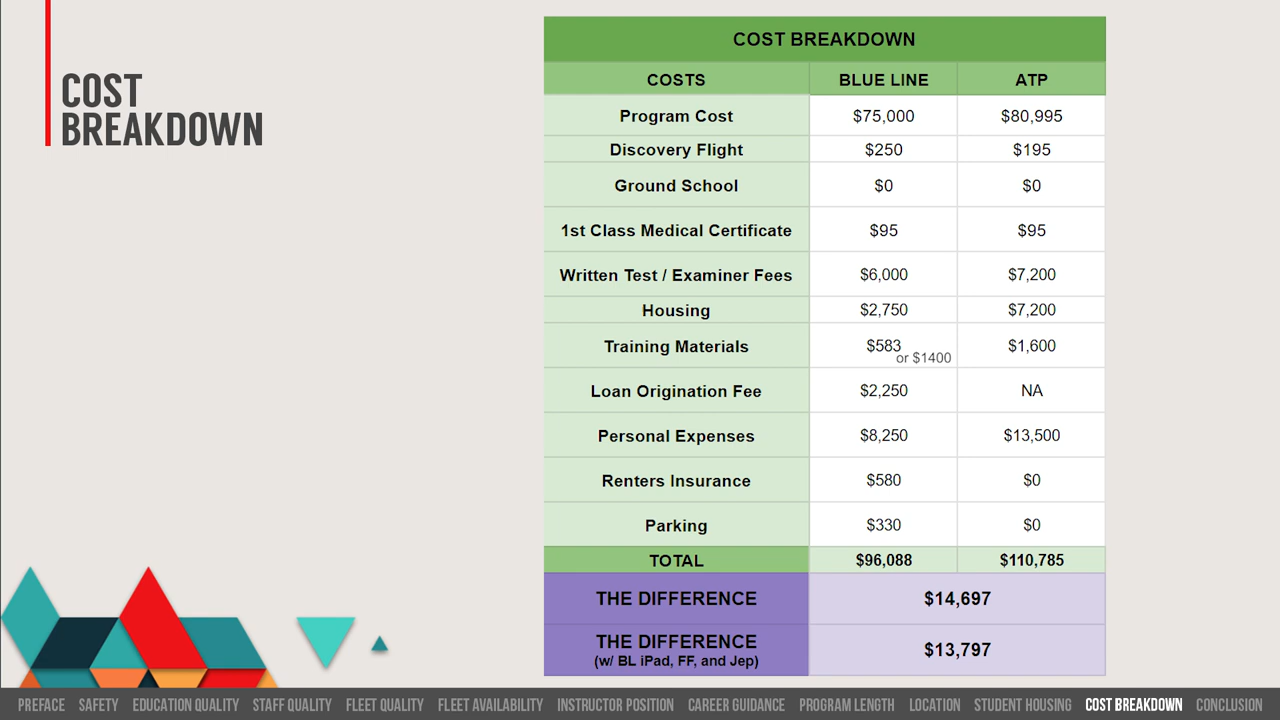 COST
BREAKDOWN
COST BREAKDOWN
COSTS BLUE LINE ATP
Program Cost $75,000 $80,995
Discovery Flight $250 $195
Ground School $0 $0
1st Class Medical Certificate $95 $95
Written Test / Examiner Fees $6,000 $7,200
Housing $2,750 $7,200
Training Materials $583 or $1400 $1,600
Loan Origination Fee $2,250 NA
Personal Expenses $8,250 $13,500
Renters Insurance $580 $0
Parking $330 $0
TOTAL $96,088 $110,785
THE DIFFERENCE $14,697
THE DIFFERENCE
(w/ BL iPad, FF, and Jep) $13,797
PREFACE SAFETY EDUCATION QUALITY STAFF QUALITY FLEET QUALITY FLEET AVAILABILITY INSTRUCTOR POSITION CAREER GUIDANCE PROGRAM LENGTH LOCATION STUDENT HOUSING COST BREAKDOWN CONCLUSION